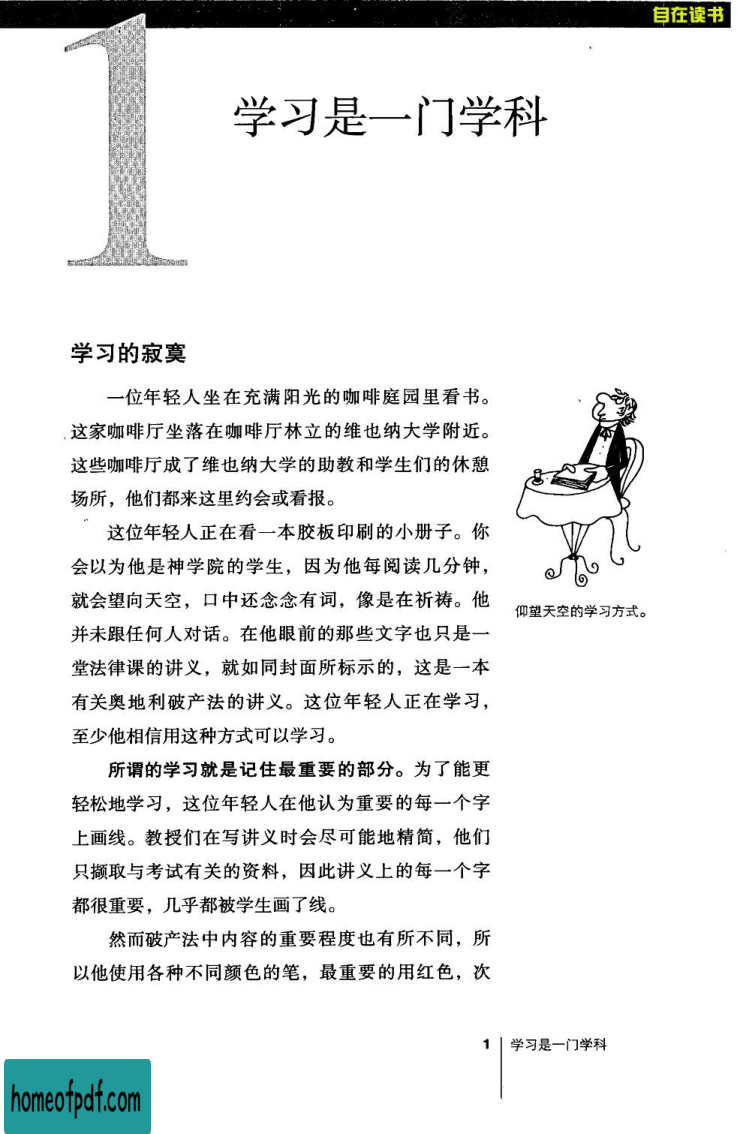 自在读书
1
学习是一门学科
学习的寂寞
一位年轻人坐在充满阳光的咖啡庭园里看书。
这家咖啡厅坐落在咖啡厅林立的维也纳大学附近。
这些咖啡厅成了维也纳大学的助教和学生们的休憩
场所，他们都来这里约会或看报。
这位年轻人正在看一本胶板印刷的小册子。你
会以为他是神学院的学生，因为他每阅读几分钟，
就会望向天空，口中还念念有词，像是在祈祷。他
并未跟任何人对话。在他眼前的那些文字也只是一
堂法律课的讲义，就如同封面所标示的，这是一本
有关奥地利破产法的讲义。这位年轻人正在学习，
至少他相信用这种方式可以学习。
所谓的学习就是记住最重要的部分。为了能更
轻松地学习，这位年轻人在他认为重要的每一个字
上画线。教授们在写讲义时会尽可能地精简，他们
只撷取与考试有关的资料，因此讲义上的每一个字
都很重要，几乎都被学生画了线。
然而破产法中内容的重要程度也有所不同，所
以他使用各种不同颜色的笔，最重要的用红色，次
仰望天空的学习方式。
1 学习是一门学科
homeofpdf.com